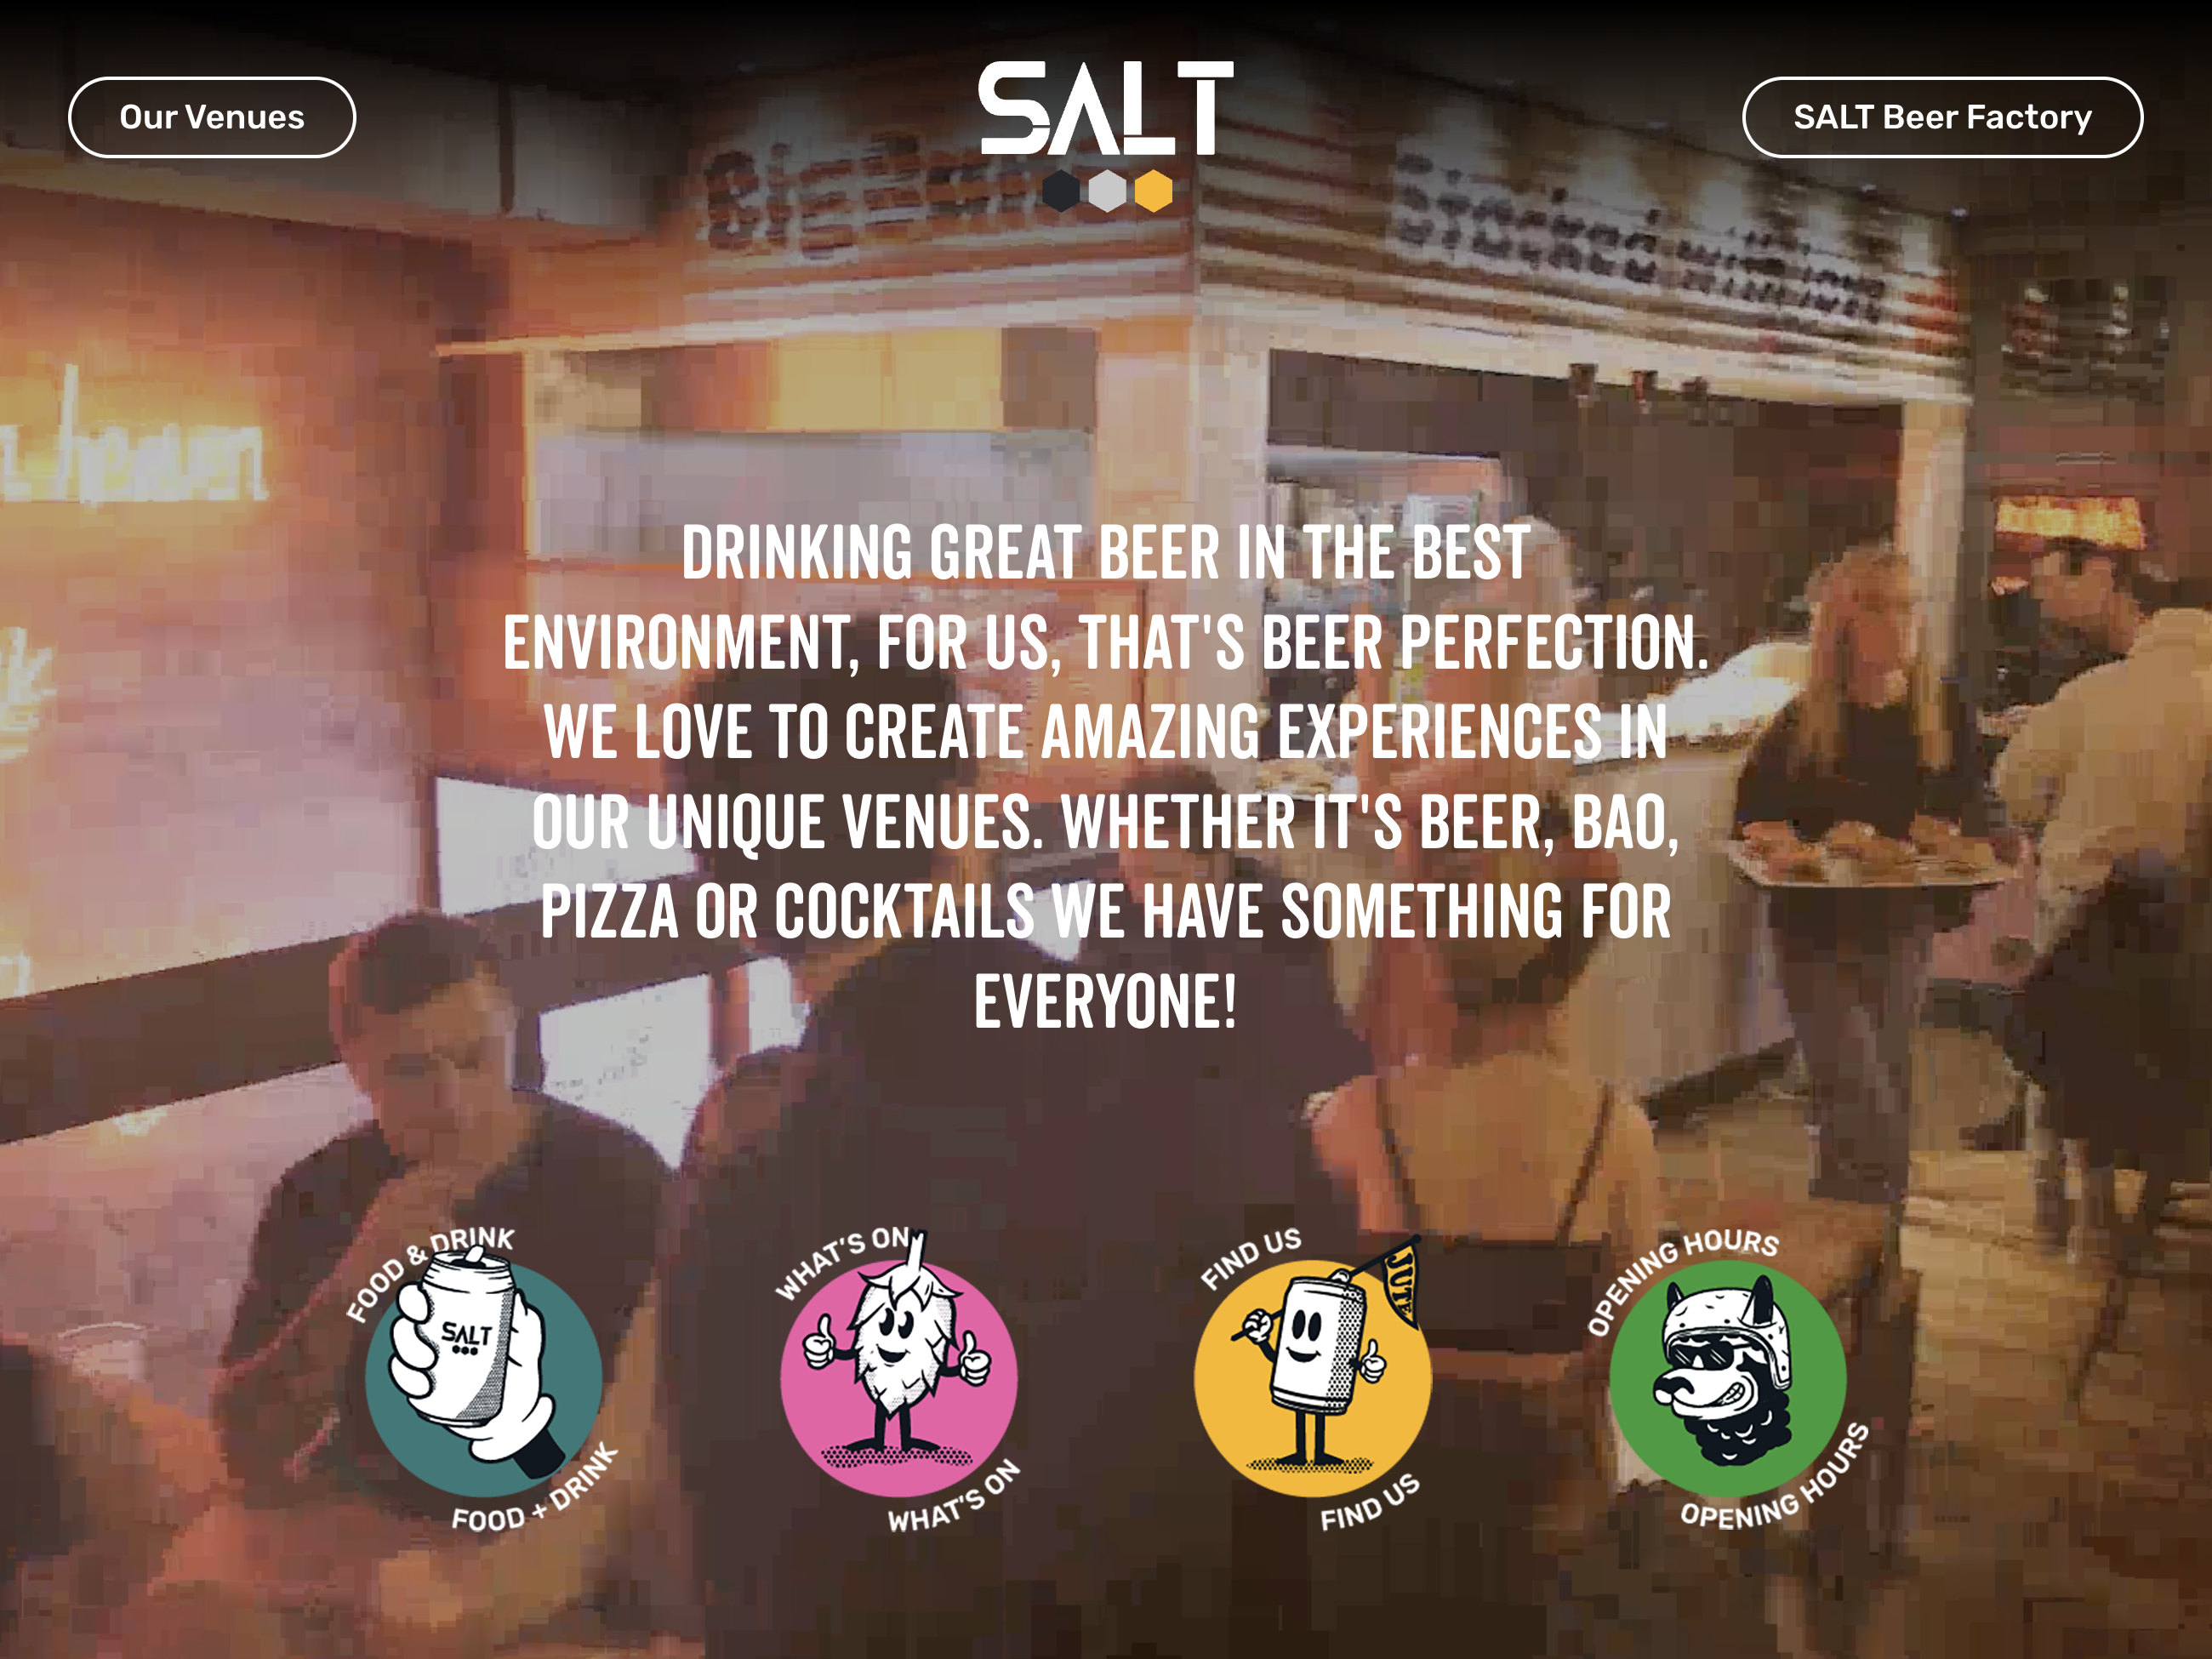 Our Venues
SALT
SALT Beer Factory
heaven
DRINKING GREAT BEER IN THE BEST
ENVIRONMENT, FOR US, THAT'S BEER PERFECTION.
WE LOVE TO CREATE AMAZING EXPERIENCES IN
OUR UNIQUE VENUES. WHETHER IT'S BEER, BAO,
PIZZA OR COCKTAILS WE HAVE SOMETHING FOR
EVERYONE!
FOOD & DRINK
SALT
FOOD + DRINK
WHAT'S ON
WHAT'S ON
FIND US
FIND US
OPENING HOURS
OPENING HOURS